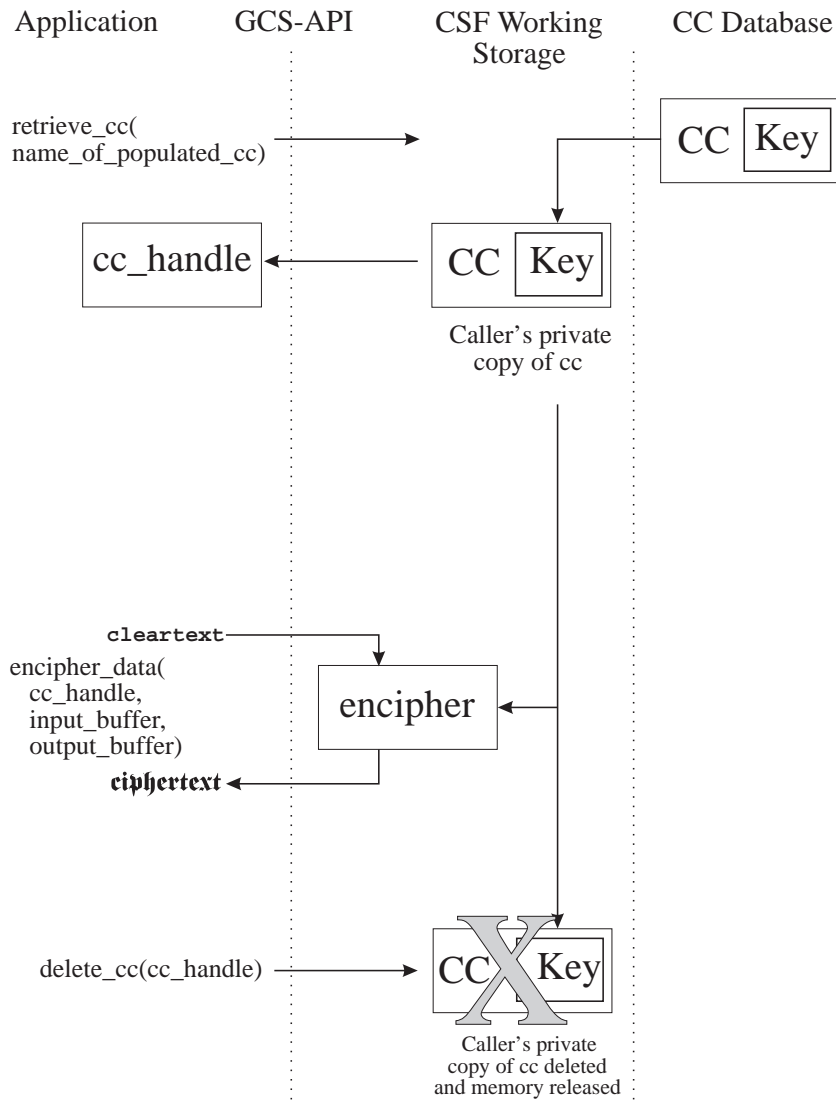 Application
GCS-API
CSF Working
Storage
CC Database
retrieve_cc(
name_of_populated_cc)
CC
Key
cc_handle
CC
Key
Caller's private
copy of cc
cleartext
encipher_data(
cc_handle,
input_buffer,
output_buffer)
encipher
ciphertext
delete_cc(cc_handle)
CC
X
Key
Caller's private
copy of cc deleted
and memory released